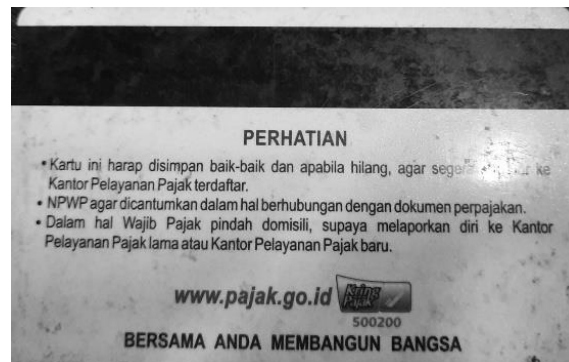 PERHATIAN
• Kartu ini harap disimpan baik-baik dan apabila hilang, agar segera ke
Kantor Pelayanan Pajak terdaftar.
• NPWP agar dicantumkan dalam hal berhubungan dengan dokumen perpajakan.
• Dalam hal Wajib Pajak pindah domisili, supaya melaporkan diri ke Kantor
Pelayanan Pajak lama atau Kantor Pelayanan Pajak baru.
www.pajak.go.id
Kring
Pajak
500200
BERSAMA ANDA MEMBANGUN BANGSA